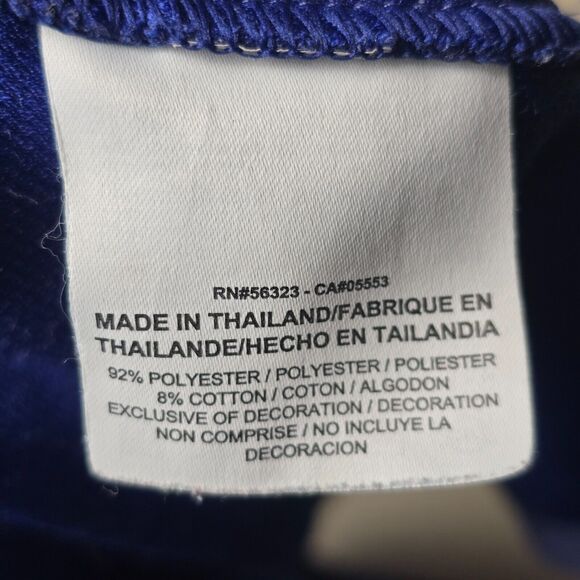 RN#56323 - CA#05553
MADE IN THAILAND/FABRIQUE EN
THAILANDE/HECHO EN TAILANDIA
92% POLYESTER / POLYESTER / POLIESTER
8% COTTON / COTON / ALGODON
EXCLUSIVE OF DECORATION / DECORATION
NON COMPRISE / NO INCLUYE LA
DECORACION